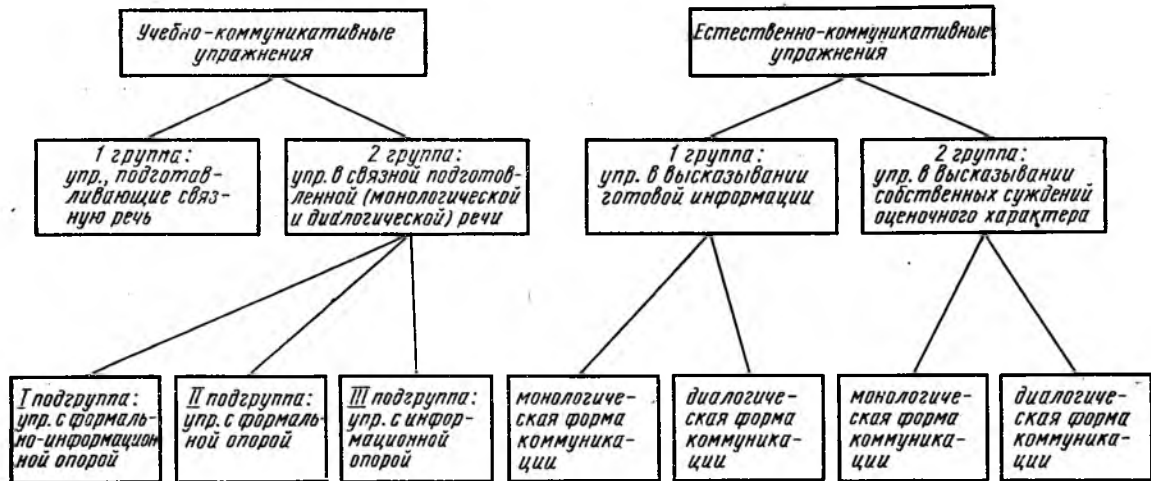 Учебно-коммуникативные
упражнения
Естественно-коммуникативные
упражнения
1 группа:
упр., подготав-
ливающие связ-
ную речь
2 группа:
упр. в связной подготов-
ленной (монологической
и диалогической) речи
1 группа:
упр. в высказывании
готовой информации
2 группа:
упр. в высказывании
собственных суждений
оценочного характера
I подгруппа:
упр. с формаль-
но-информацион
ной опорой
II подгруппа:
упр. с формаль-
ной опорой
III подгруппа:
упр. с инфор-
мационной
опорой
монологиче-
ская форма
коммуника-
ции
диалогиче-
ская форма
коммуника-
ции
монологиче-
ская форма
коммуника-
ции
диалогиче-
ская форма
коммуника-
ции